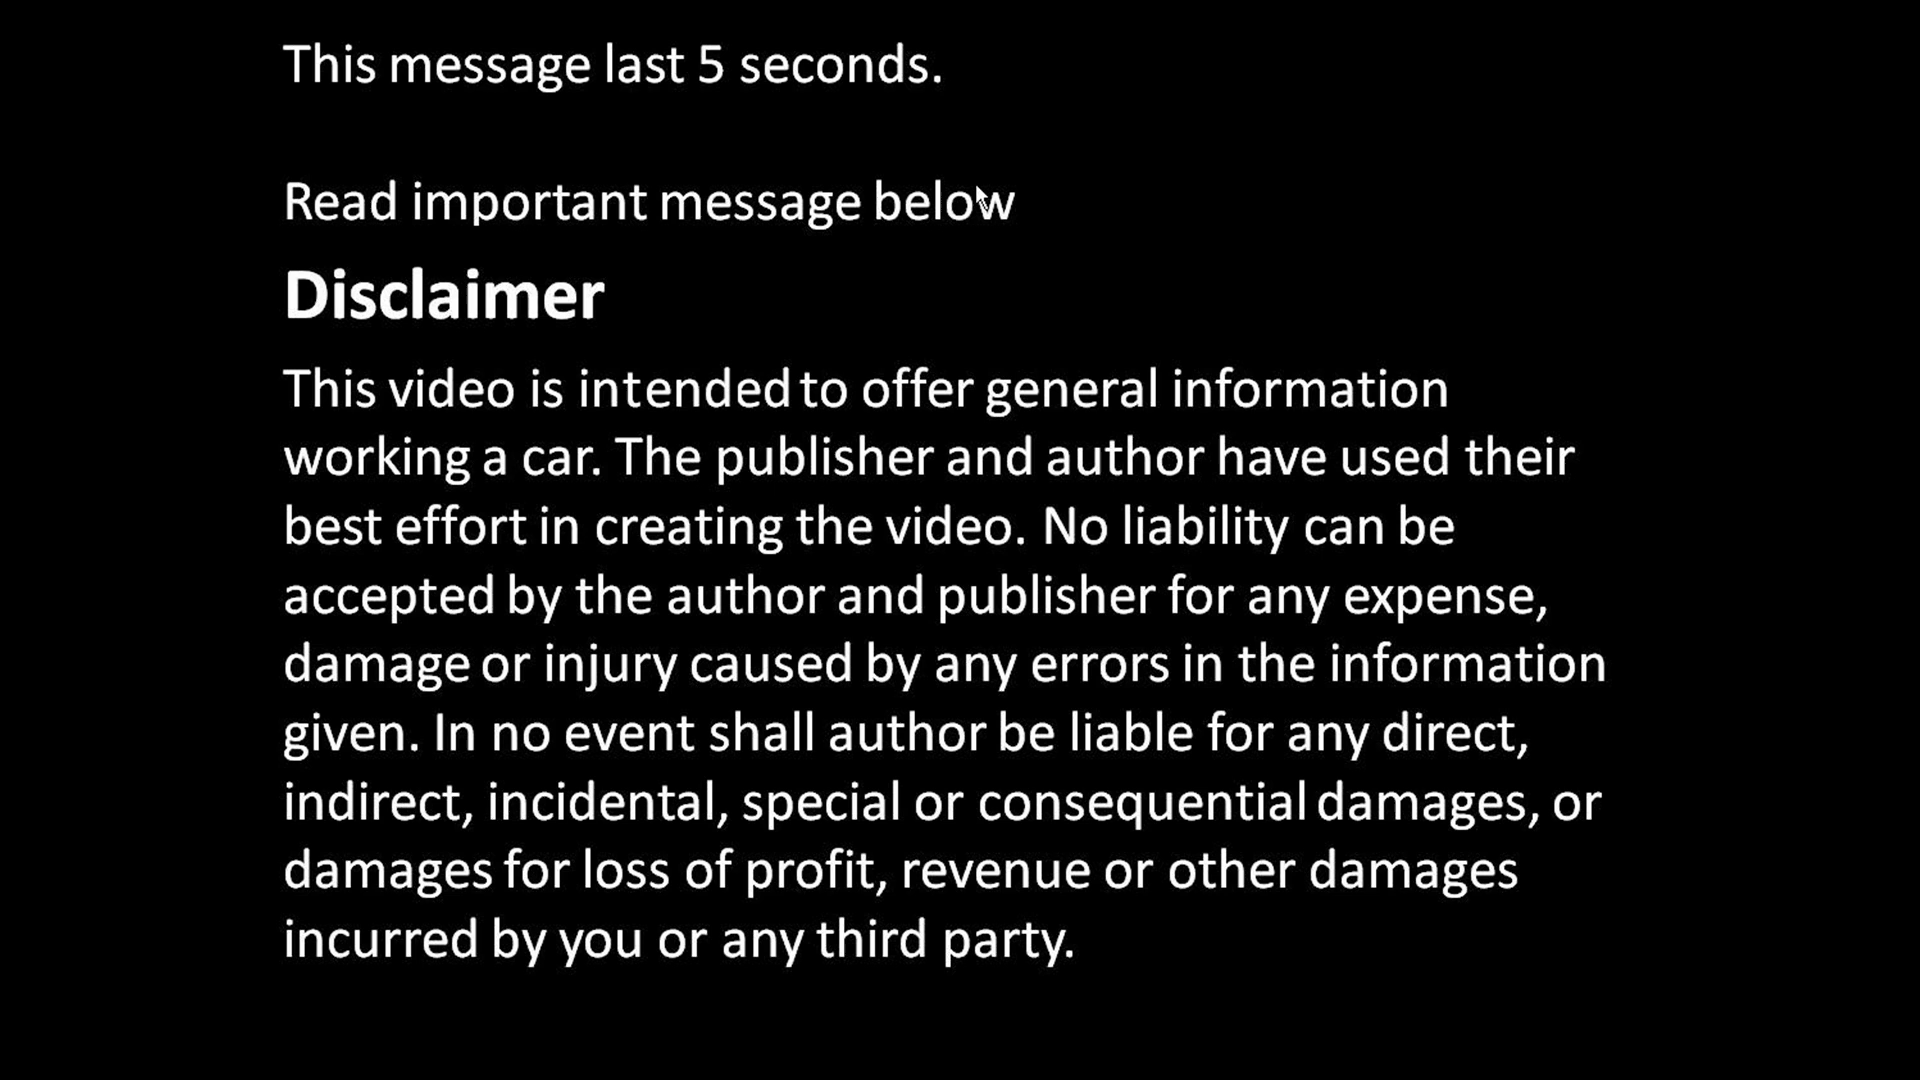 This message last 5 seconds.
Read important message below
Disclaimer
This video is intended to offer general information
working a car. The publisher and author have used their
best effort in creating the video. No liability can be
accepted by the author and publisher for any expense,
damage or injury caused by any errors in the information
given. In no event shall author be liable for any direct,
indirect, incidental, special or consequential damages, or
damages for loss of profit, revenue or other damages
incurred by you or any third party.